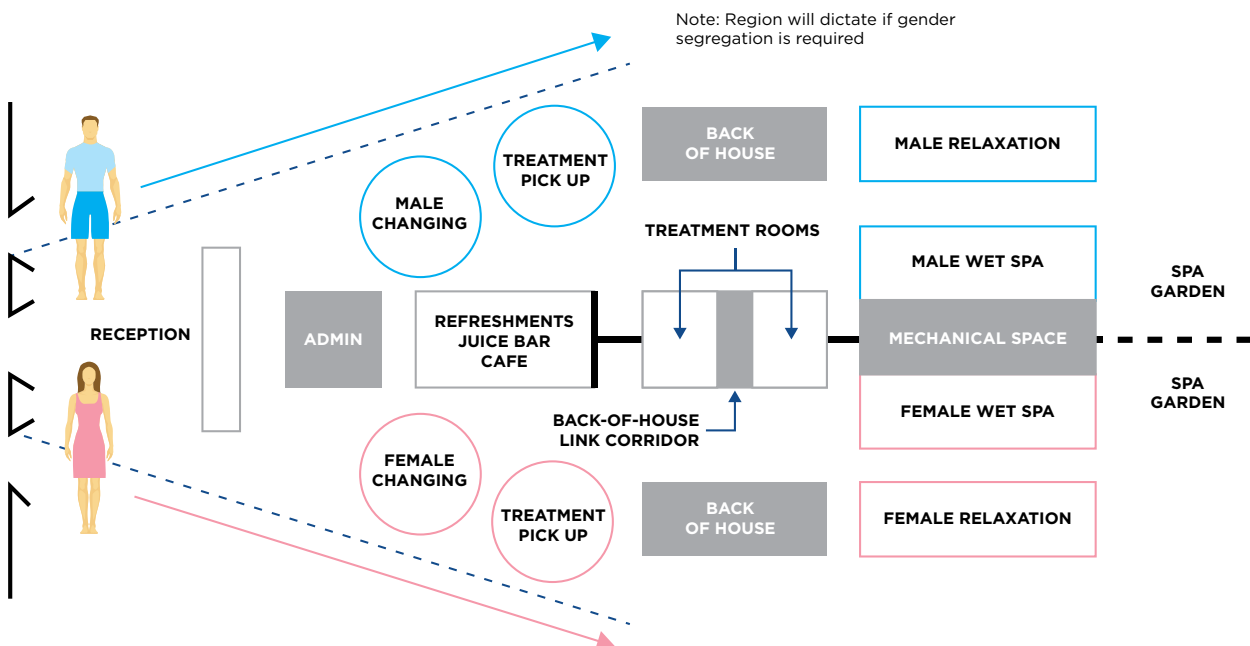 Note: Region will dictate if gender
segregation is required
BACK
OF HOUSE
MALE RELAXATION
TREATMENT
PICK UP
MALE
CHANGING
TREATMENT ROOMS
MALE WET SPA
SPA
GARDEN
RECEPTION
ADMIN
REFRESHMENTS
JUICE BAR
CAFE
MECHANICAL SPACE
SPA
GARDEN
BACK-OF-HOUSE
LINK CORRIDOR
FEMALE WET SPA
FEMALE
CHANGING
TREATMENT
PICK UP
BACK
OF HOUSE
FEMALE RELAXATION